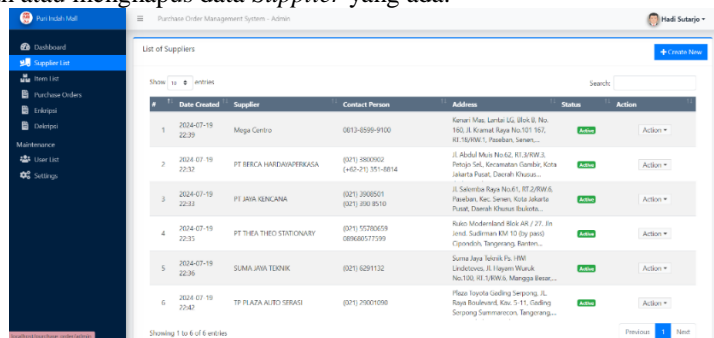 atau menghapus data Supplier yang ada.
Puri Indah Mall
Purchase Order Management System - Admin
Hadi Sutarjo
Dashboard
Supplier List
Item List
Purchase Orders
Enkripsi
Dekripsi
Maintenance
User List
Settings
List of Suppliers
+ Create New
Show 10 entries
Search:
# Date Created Supplier Contact Person Address Status Action
1 2024-07-19 22:39 Mega Centro 0813-8599-9100 Kenari Mas, Lantai LG, Blok B, No. 160, Jl. Kramat Raya No.101 167, RT.18/RW.1, Paseban, Senen,... Active Action
2 2024-07-19 22:32 PT BERCA HARDAYAPERKASA (021) 3800902 (+62-21) 351-8814 Jl. Abdul Muis No.62, RT.3/RW.3, Petojo Sel., Kecamatan Gambir, Kota Jakarta Pusat, Daerah Khusus... Active Action
3 2024-07-19 22:33 PT JAYA KENCANA (021) 3908501 (021) 390 8510 Jl. Salemba Raya No.61, RT.2/RW.6, Paseban, Kec. Senen, Kota Jakarta Pusat, Daerah Khusus Ibukota... Active Action
4 2024-07-19 22:35 PT THEA THEO STATIONARY (021) 55780659 089680577599 Ruko Modernland Blok AR / 27, Jln Jend. Sudirman KM 10 (by pass) Cipondoh, Tangerang, Banten... Active Action
5 2024-07-19 22:36 SUMA JAYA TEKNIK (021) 6291132 Suma Jaya Teknik Ps. HWI Lindeteves, Jl. Hayam Wuruk No.100, RT.1/RW.6, Mangga Besar,... Active Action
6 2024-07-19 22:42 TP PLAZA AUTO SERASI (021) 29001090 Plaza Toyota Gading Serpong, JL. Raya Boulevard, Kav. 5-11, Gading Serpong Summarecon, Tangerang,... Active Action
Showing 1 to 6 of 6 entries
Previous 1 Next